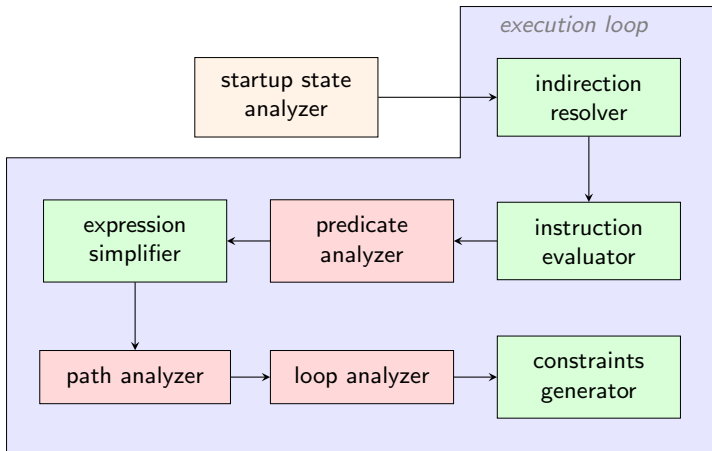 execution loop
startup state
analyzer
indirection
resolver
expression
simplifier
predicate
analyzer
instruction
evaluator
path analyzer
loop analyzer
constraints
generator